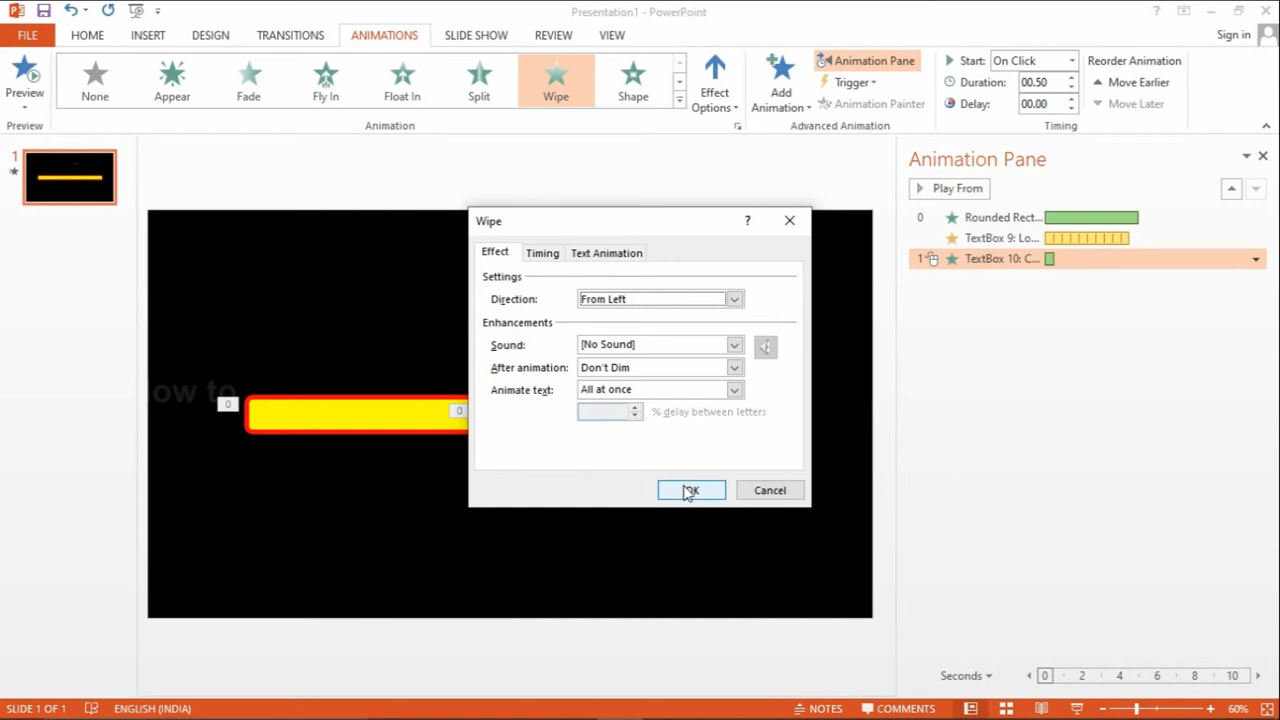 Presentation1 - PowerPoint
FILE HOME INSERT DESIGN TRANSITIONS ANIMATIONS SLIDE SHOW REVIEW VIEW Sign in
Preview
None Appear Fade Fly In Float In Split Wipe Shape
Effect Options
Add Animation
Animation Pane
Trigger
Animation Painter
Start: On Click
Duration: 00.50
Delay: 00.00
Reorder Animation
Move Earlier
Move Later
Preview Animation Advanced Animation Timing
1
Animation Pane
Play From
0 Rounded Rect...
TextBox 9: Lo...
1 TextBox 10: C...
Wipe ?
Effect Timing Text Animation
Settings
Direction: From Left
Enhancements
Sound: [No Sound]
After animation: Don't Dim
Animate text: All at once
% delay between letters
OK Cancel
low to
0 0
Seconds 0 2 4 6 8 10
SLIDE 1 OF 1 ENGLISH (INDIA) NOTES COMMENTS 60%